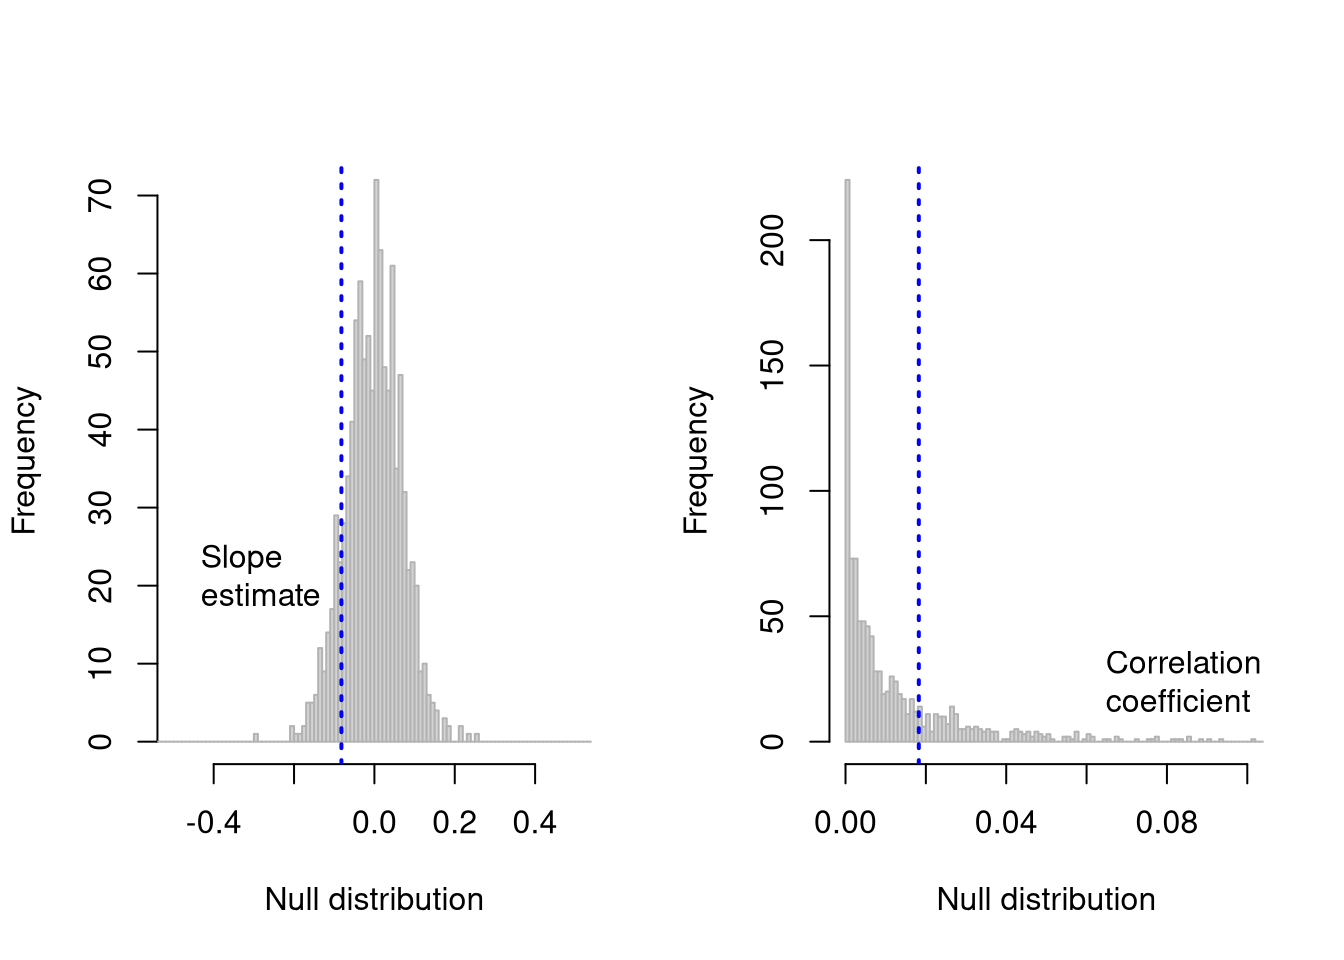 70
60
50
40
30
20
10
0
Frequency
Slope
estimate
-0.4 0.0 0.2 0.4
Null distribution
200
150
100
50
0
Frequency
Correlation
coefficient
0.00 0.04 0.08
Null distribution